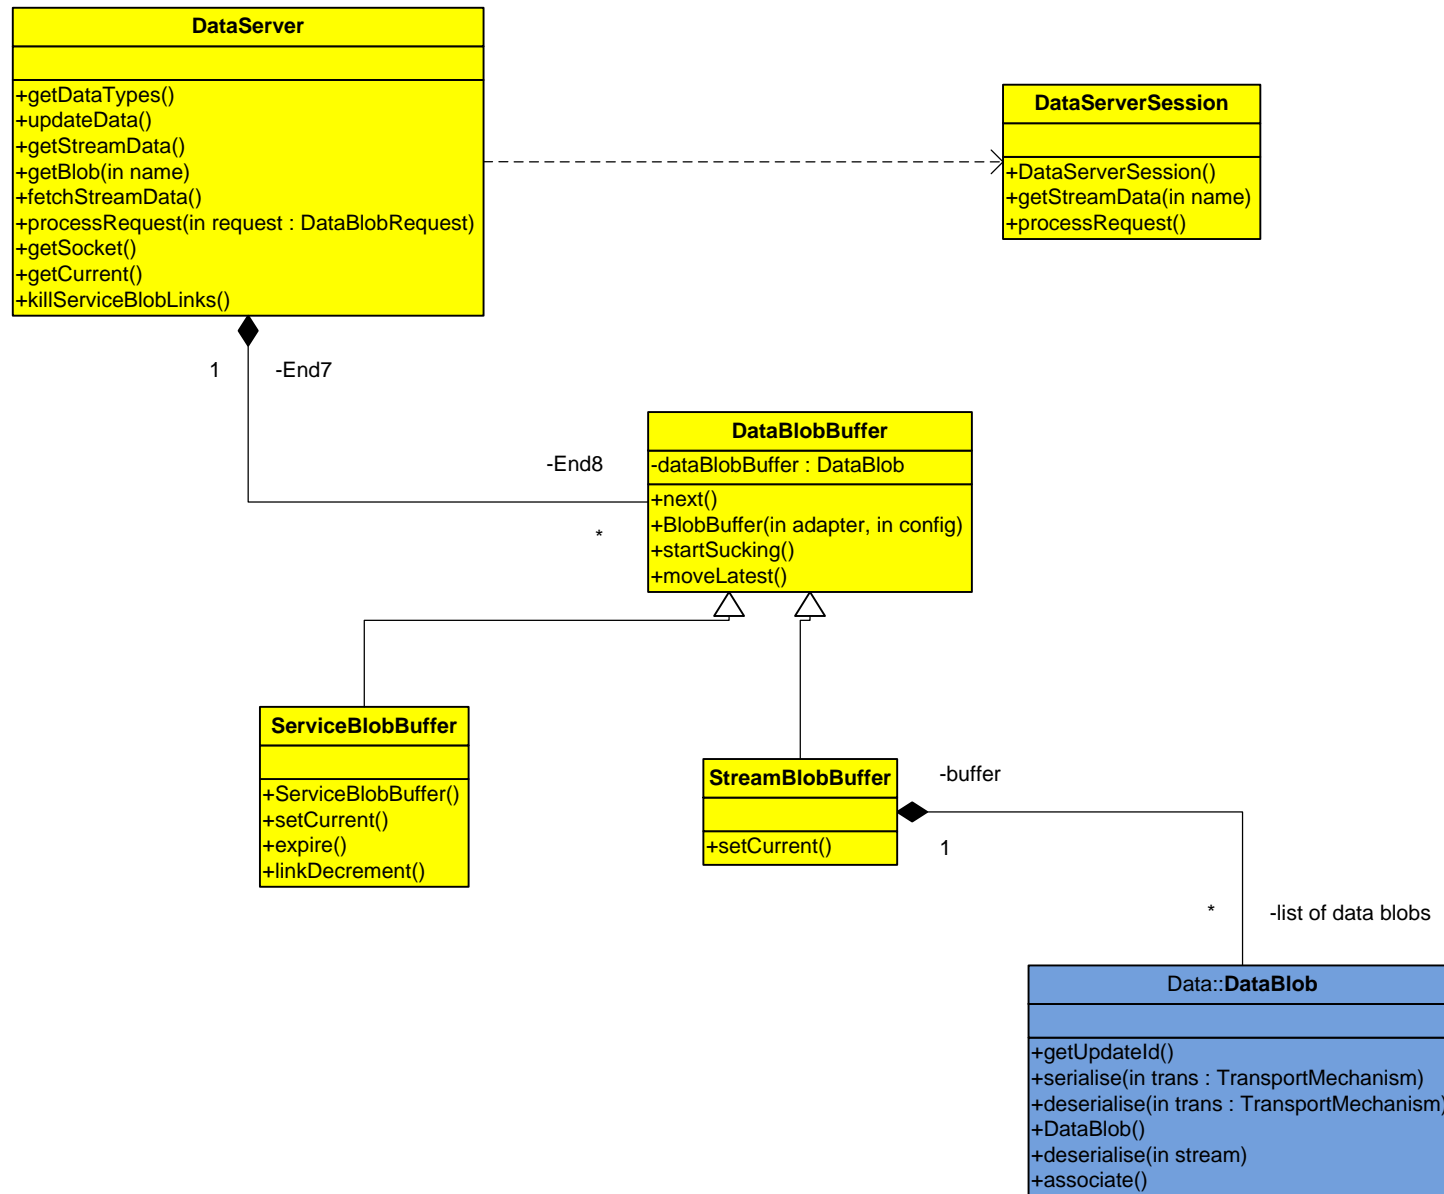 DataServer
+getDataTypes()
+updateData()
+getStreamData()
+getBlob(in name)
+fetchStreamData()
+processRequest(in request : DataBlobRequest)
+getSocket()
+getCurrent()
+killServiceBlobLinks()
DataServerSession
+DataServerSession()
+getStreamData(in name)
+processRequest()
1
-End7
-End8
*
DataBlobBuffer
-dataBlobBuffer : DataBlob
+next()
+BlobBuffer(in adapter, in config)
+startSucking()
+moveLatest()
ServiceBlobBuffer
+ServiceBlobBuffer()
+setCurrent()
+expire()
+linkDecrement()
StreamBlobBuffer
+setCurrent()
-buffer
1
*
-list of data blobs
Data::DataBlob
+getUpdateId()
+serialise(in trans : TransportMechanism)
+deserialise(in trans : TransportMechanism)
+DataBlob()
+deserialise(in stream)
+associate()